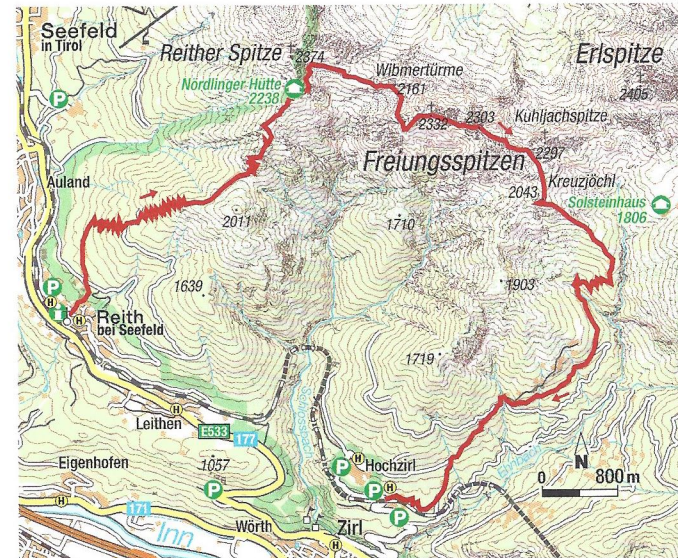 Seefeld
in Tirol
Reither Spitze
2374
Erlspitze
Wibmertürme
2161
2405
Nördlinger Hütte
2238
P
2332
2303
Kuhljochspitze
2297
Freiungsspitzen
Auland
Kreuzjöchl
2043
Solsteinhaus
1806
2011
1710
1639
1903
P
H
H
Reith
bei Seefeld
1719
Schlossbach
Leithen
H
E533
177
Eigenhofen
1057
P
Hochzirl
H
P
P
P
Ehnbach
N
0
800 m
H
171
Inn
Wörth
Zirl
H
H